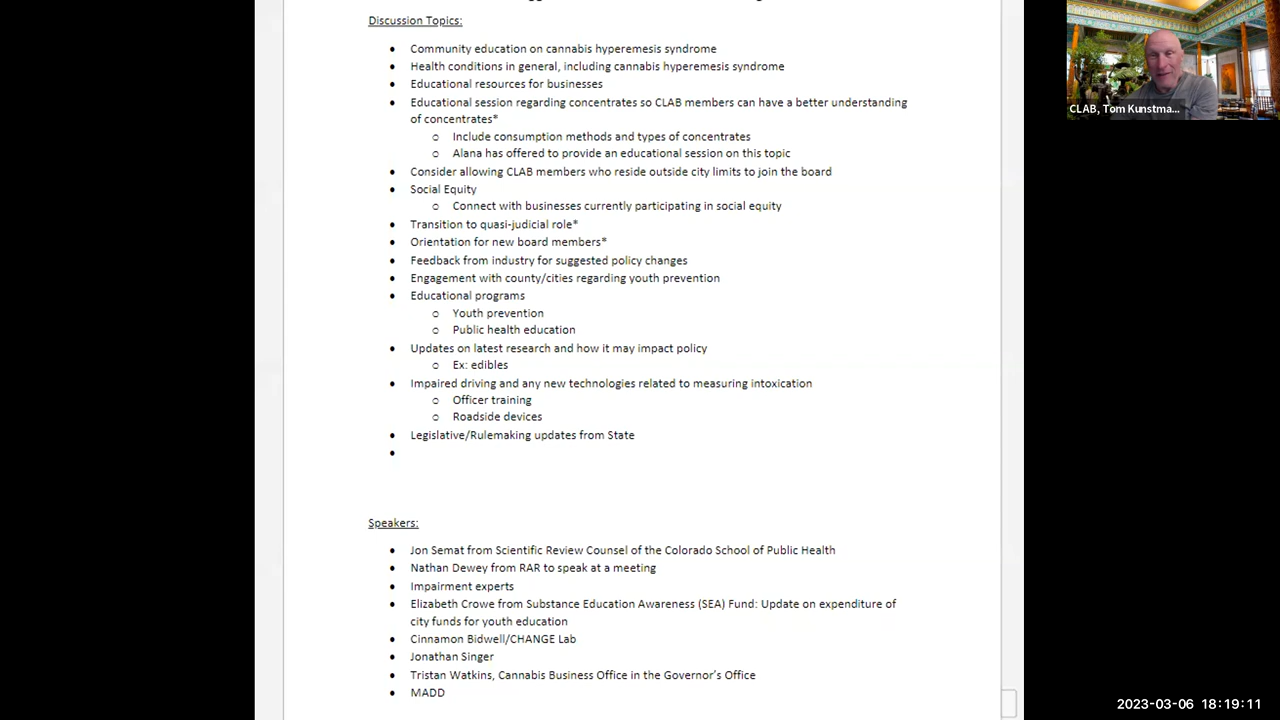 Discussion Topics:
• Community education on cannabis hyperemesis syndrome
• Health conditions in general, including cannabis hyperemesis syndrome
• Educational resources for businesses
• Educational session regarding concentrates so CLAB members can have a better understanding
of concentrates*
o Include consumption methods and types of concentrates
o Alana has offered to provide an educational session on this topic
• Consider allowing CLAB members who reside outside city limits to join the board
• Social Equity
o Connect with businesses currently participating in social equity
• Transition to quasi-judicial role*
• Orientation for new board members*
• Feedback from industry for suggested policy changes
• Engagement with county/cities regarding youth prevention
• Educational programs
o Youth prevention
o Public health education
• Updates on latest research and how it may impact policy
o Ex: edibles
• Impaired driving and any new technologies related to measuring intoxication
o Officer training
o Roadside devices
• Legislative/Rulemaking updates from State
•
Speakers:
• Jon Semat from Scientific Review Counsel of the Colorado School of Public Health
• Nathan Dewey from RAR to speak at a meeting
• Impairment experts
• Elizabeth Crowe from Substance Education Awareness (SEA) Fund: Update on expenditure of
city funds for youth education
• Cinnamon Bidwell/CHANGE Lab
• Jonathan Singer
• Tristan Watkins, Cannabis Business Office in the Governor's Office
• MADD
CLAB, Tom Kunstma...
2023-03-06 18:19:11